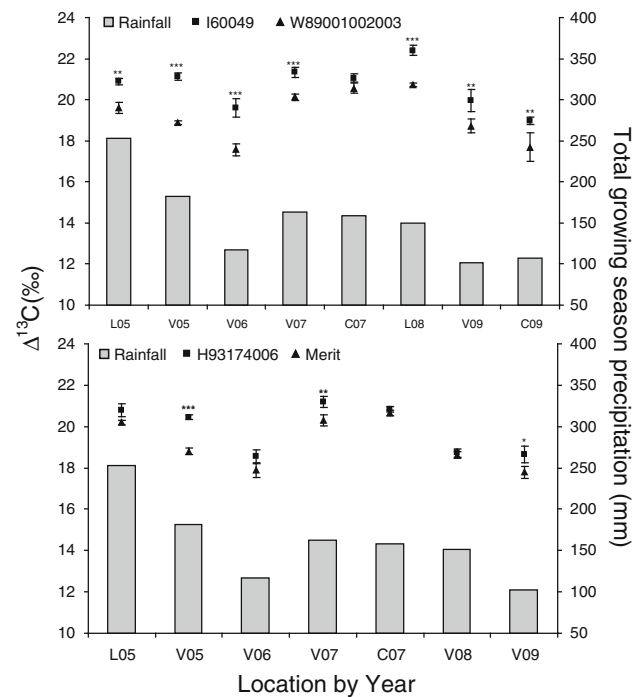 Rainfall I60049 W89001002003
24 400
22 350
20 300
18 250
16 200
14 150
12 100
10 50
** *** *** *** *** ** **
L05 V05 V06 V07 C07 L08 V09 C09
Δ13C(‰)
Total growing season precipitation (mm)
Rainfall H93174006 Merit
24 400
22 350
20 300
18 250
16 200
14 150
12 100
10 50
*** ** *
L05 V05 V06 V07 C07 V08 V09
Location by Year